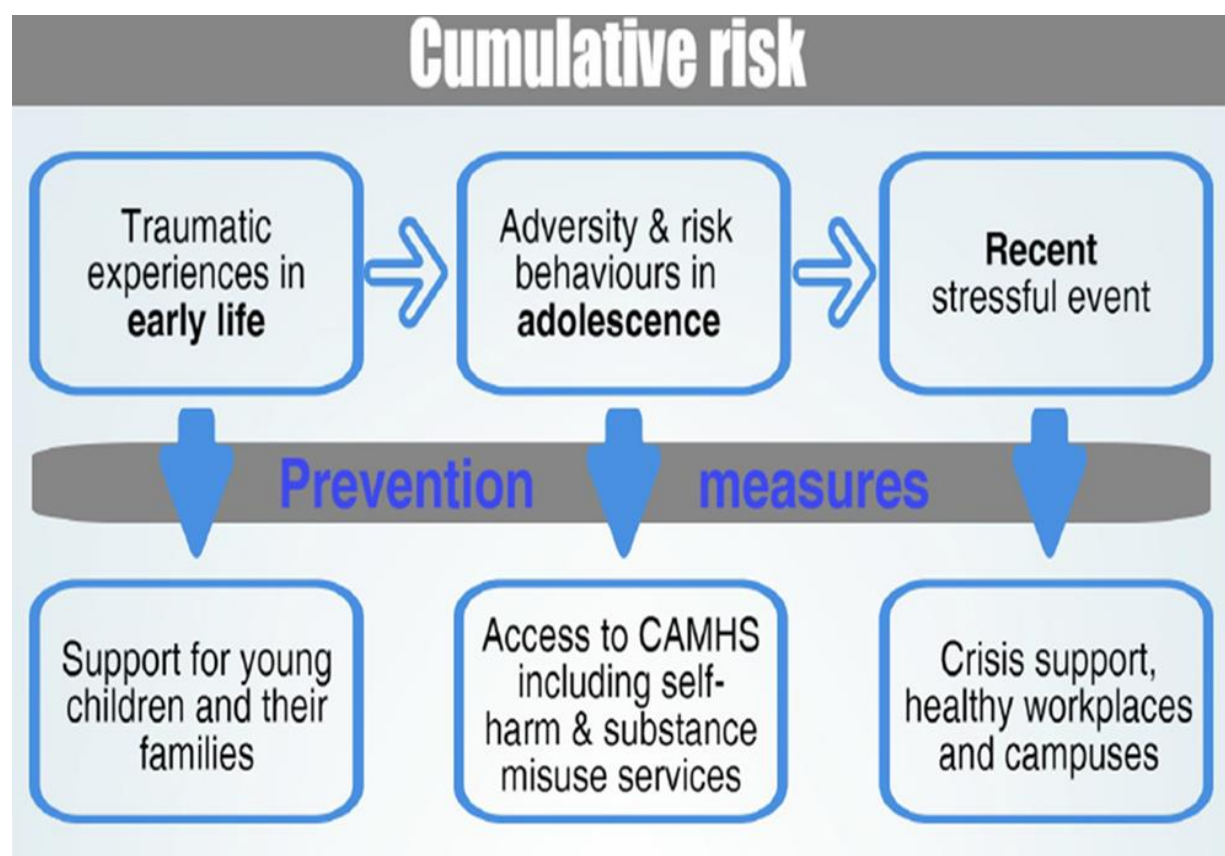 Cumulative risk
Traumatic
experiences in
early life
Adversity & risk
behaviours in
adolescence
Recent
stressful event
Prevention measures
Support for young
children and their
families
Access to CAMHS
including self-
harm & substance
misuse services
Crisis support,
healthy workplaces
and campuses